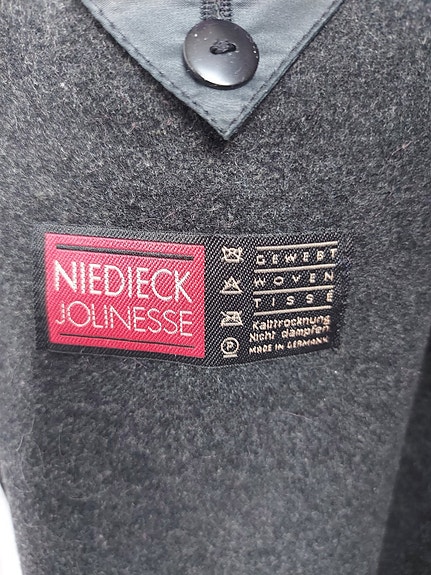 NIEDIECK
JOLINESSE
GEWEBT
WOVEN
TISSÉ
Kalttrocknung
Nicht dämpfen
MADE IN GERMANY
P